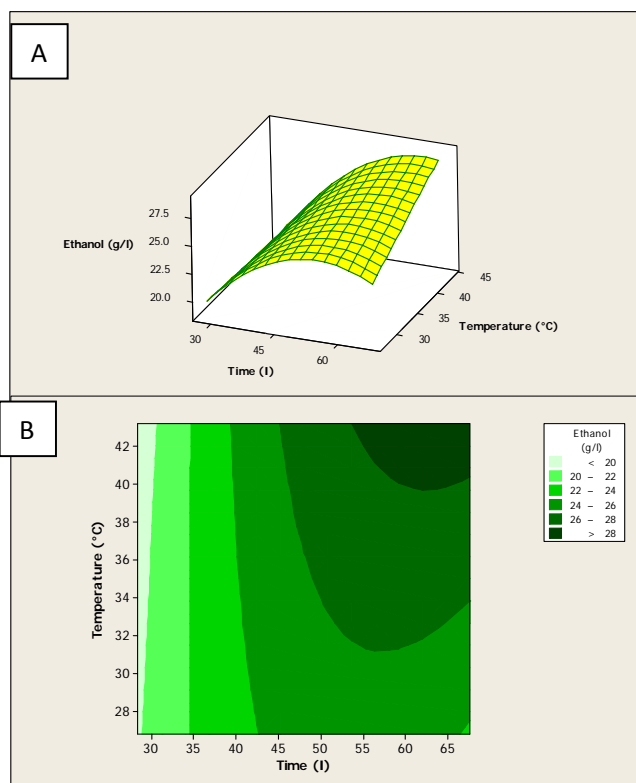 A
27.5
Ethanol (g/l)
25.0
22.5
20.0
30
45
60
Time (l)
45
40
35
30
Temperature (°C)
B
Temperature (°C)
42
40
38
36
34
32
30
28
30 35 40 45 50 55 60 65
Time (l)
Ethanol
(g/l)
< 20
20 – 22
22 – 24
24 – 26
26 – 28
> 28